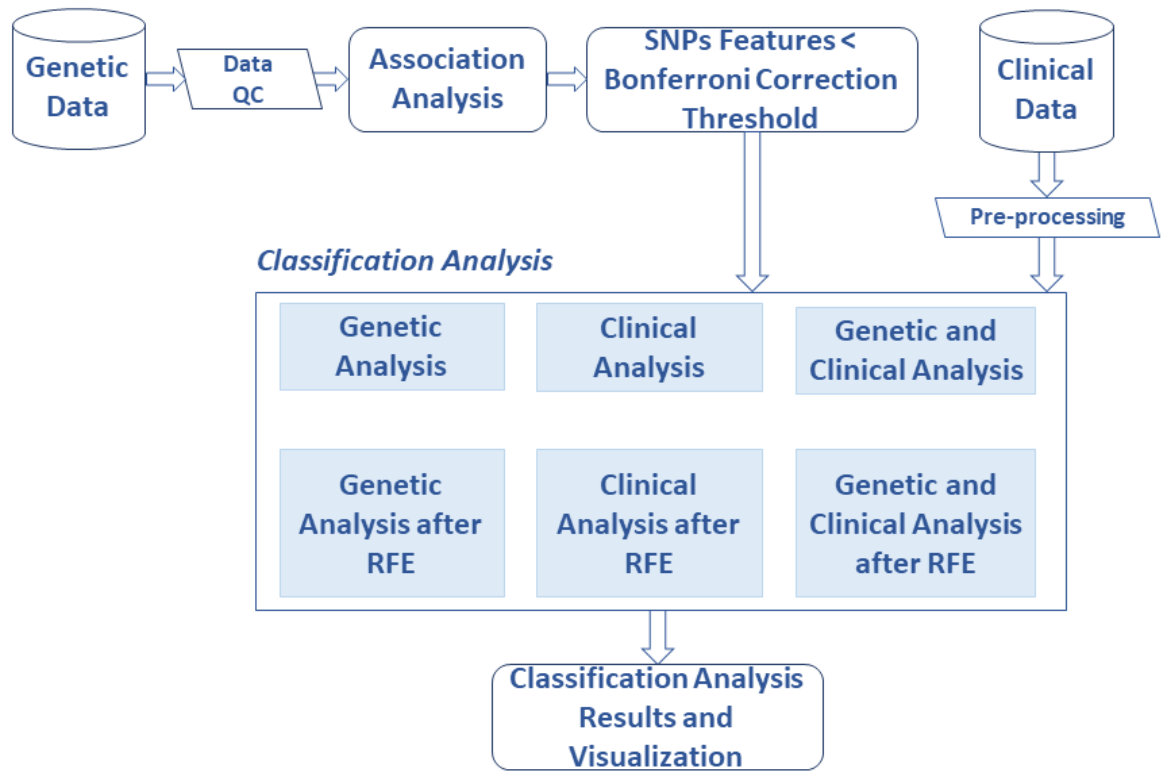 Genetic
Data
Data
QC
Association
Analysis
SNPs Features <
Bonferroni Correction
Threshold
Clinical
Data
Pre-processing
Classification Analysis
Genetic
Analysis
Clinical
Analysis
Genetic and
Clinical Analysis
Genetic
Analysis after
RFE
Clinical
Analysis after
RFE
Genetic and
Clinical Analysis
after RFE
Classification Analysis
Results and
Visualization